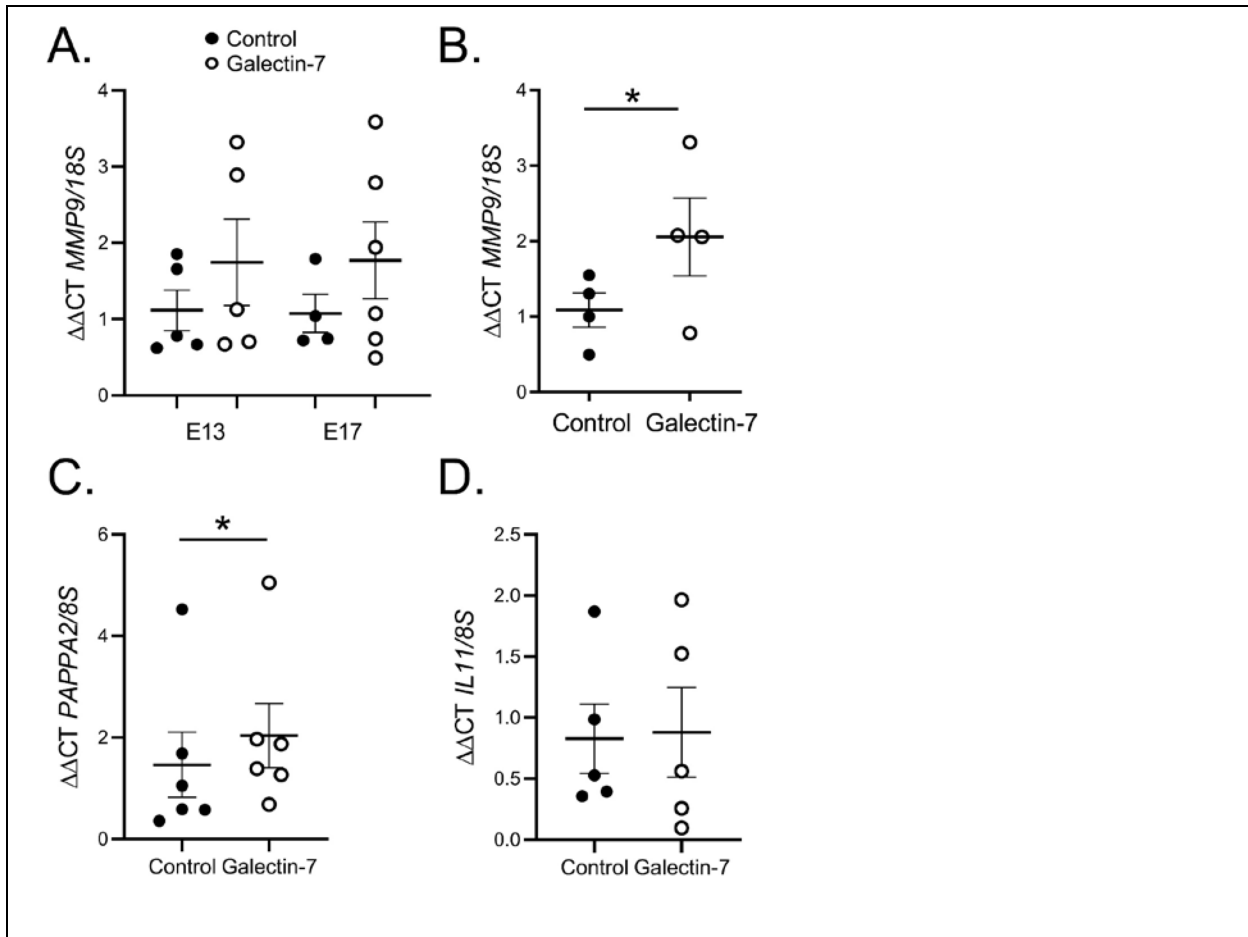 A.
Control
Galectin-7
ΔΔCT MMP9/18S
4
3
2
1
0
E13 E17
B.
*
ΔΔCT MMP9/18S
4
3
2
1
0
Control Galectin-7
C.
*
ΔΔCT PAPPA2/8S
6
4
2
0
Control Galectin-7
D.
ΔΔCT IL11/8S
2.5
2.0
1.5
1.0
0.5
0.0
Control Galectin-7